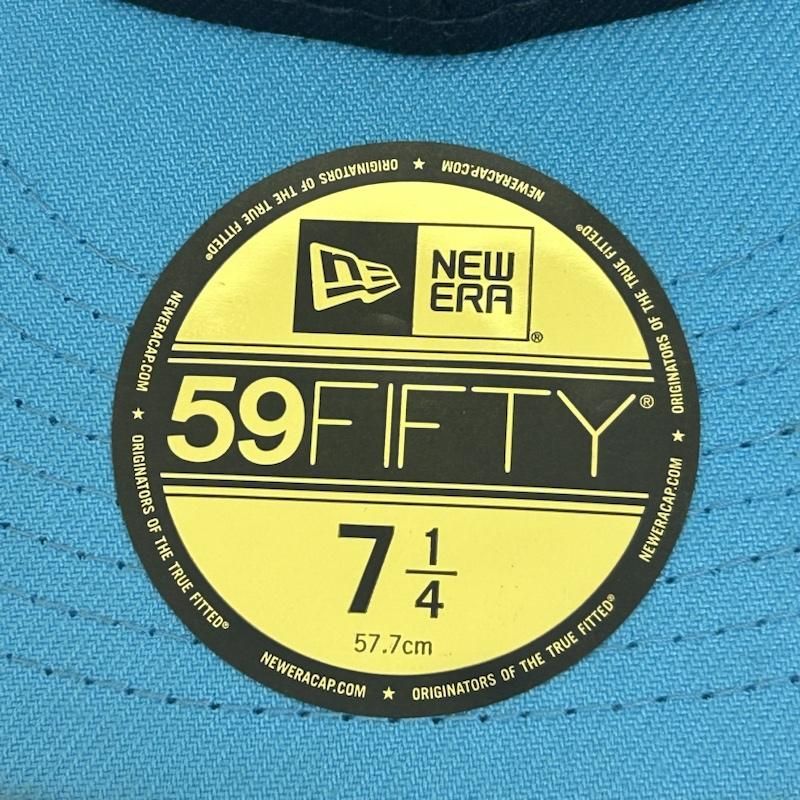 NEW
ERA®
59FIFTY®
7 1/4
57.7cm
NEWERACAP.COM ★ ORIGINATORS OF THE TRUE FITTED®
NEWERACAP.COM ★ ORIGINATORS OF THE TRUE FITTED®
NEWERACAP.COM ★ ORIGINATORS OF THE TRUE FITTED®
NEWERACAP.COM ★ ORIGINATORS OF THE TRUE FITTED®